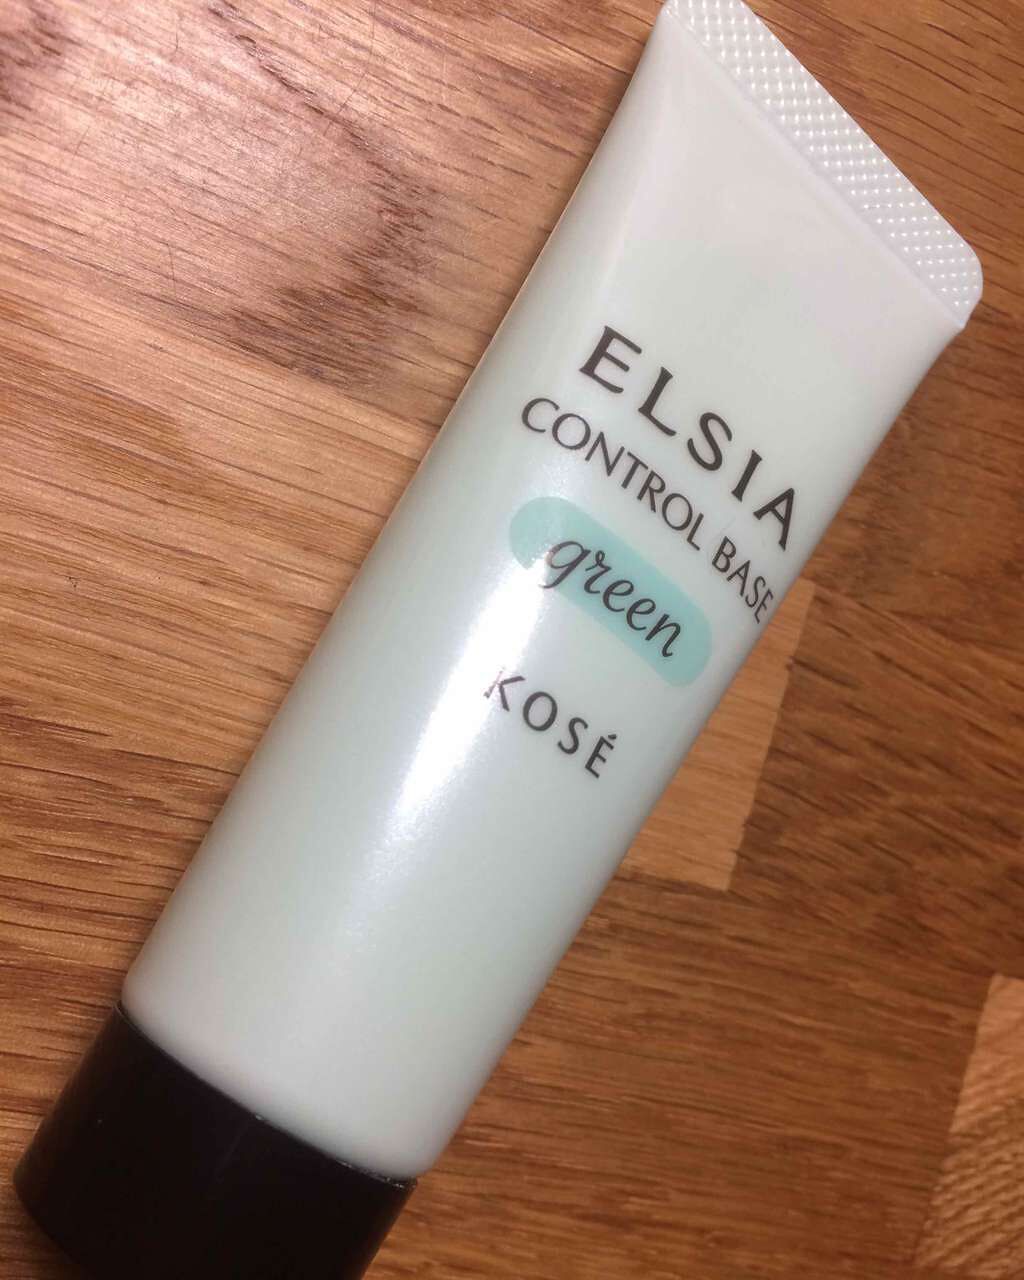 ELSIA
CONTROL BASE
green
KOSÉ